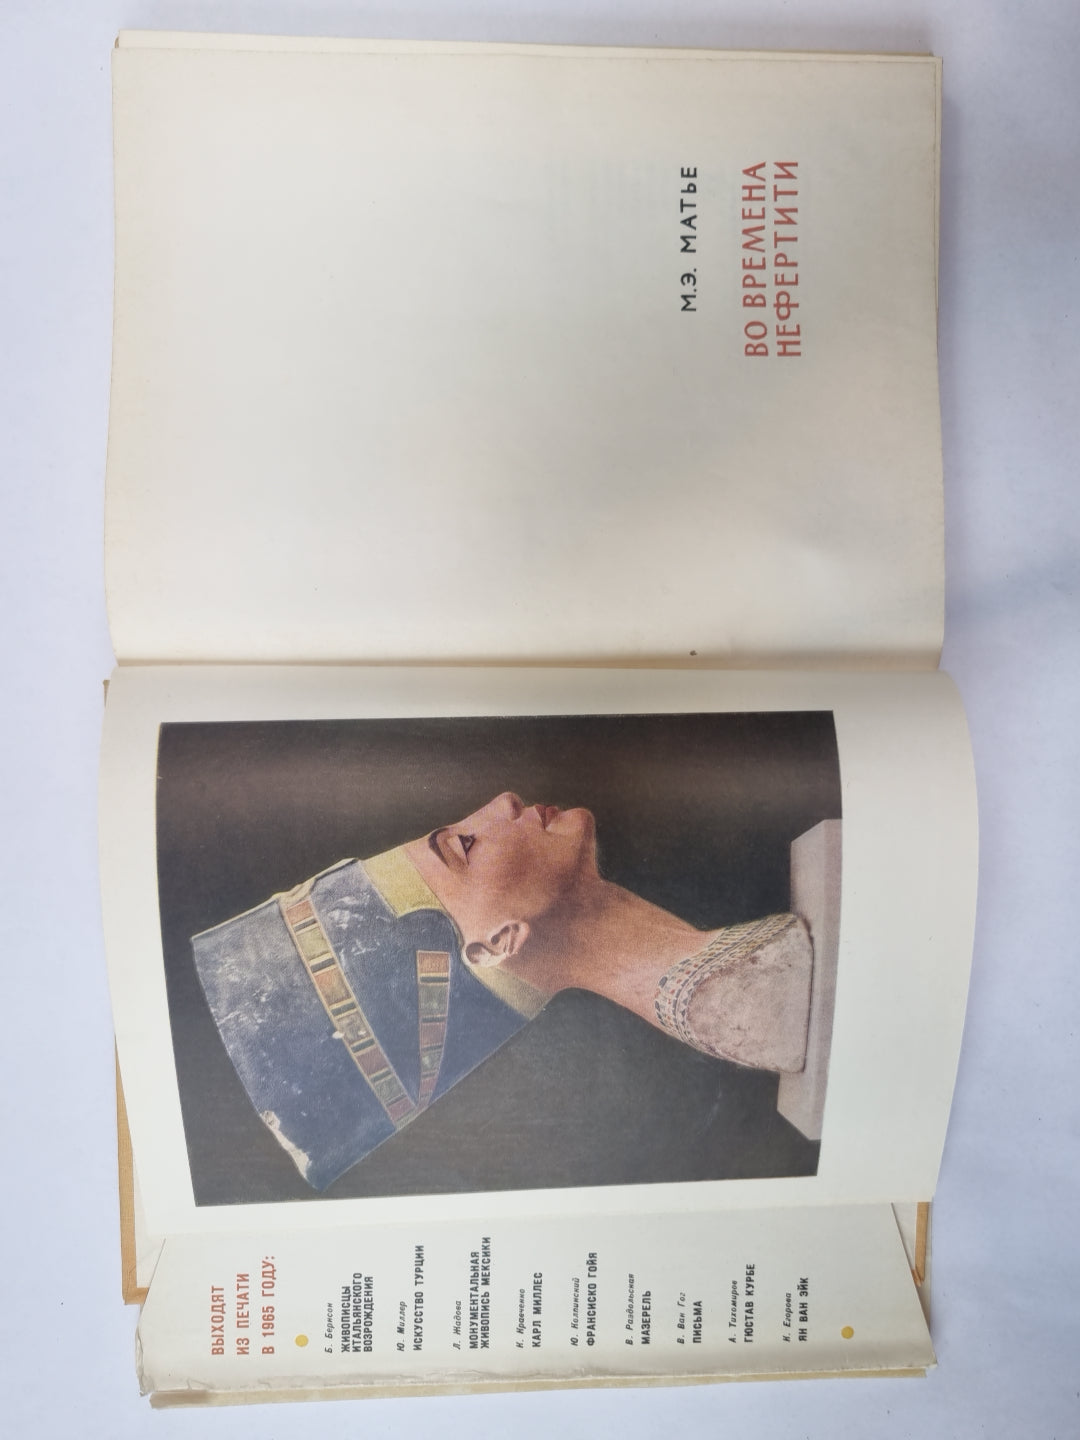 ВЫХОДЯТ
ИЗ ПЕЧАТИ
В 1965 ГОДУ:
Б. Бернсон
ЖИВОПИСЦЫ
ИТАЛЬЯНСКОГО
ВОЗРОЖДЕНИЯ
Ю. Миллер
ИСКУССТВО ТУРЦИИ
Л. Жадова
МОНУМЕНТАЛЬНАЯ
ЖИВОПИСЬ МЕКСИКИ
К. Кравченко
КАРЛ МИЛЛЕС
Ю. Колпинский
ФРАНСИСКО ГОЙЯ
В. Раздольская
МАЗЕРЕЛЬ
В. Ван Гог
ПИСЬМА
А. Тихомиров
ГЮСТАВ КУРБЕ
К. Егорова
ЯН ВАН ЭЙК
М.Э. МАТЬЕ
ВО ВРЕМЕНА
НЕФЕРТИТИ